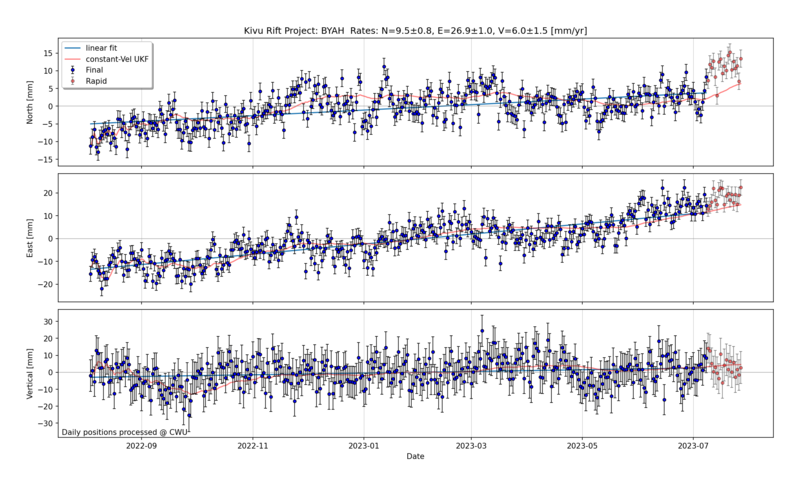 Kivu Rift Project: BYAH  Rates: N=9.5±0.8, E=26.9±1.0, V=6.0±1.5 [mm/yr]
linear fit
constant-Vel UKF
Final
Rapid
15
10
5
0
−5
−10
−15
North [mm]
20
10
0
−10
−20
East [mm]
30
20
10
0
−10
−20
−30
Vertical [mm]
Daily positions processed @ CWU
2022-09
2022-11
2023-01
2023-03
2023-05
2023-07
Date